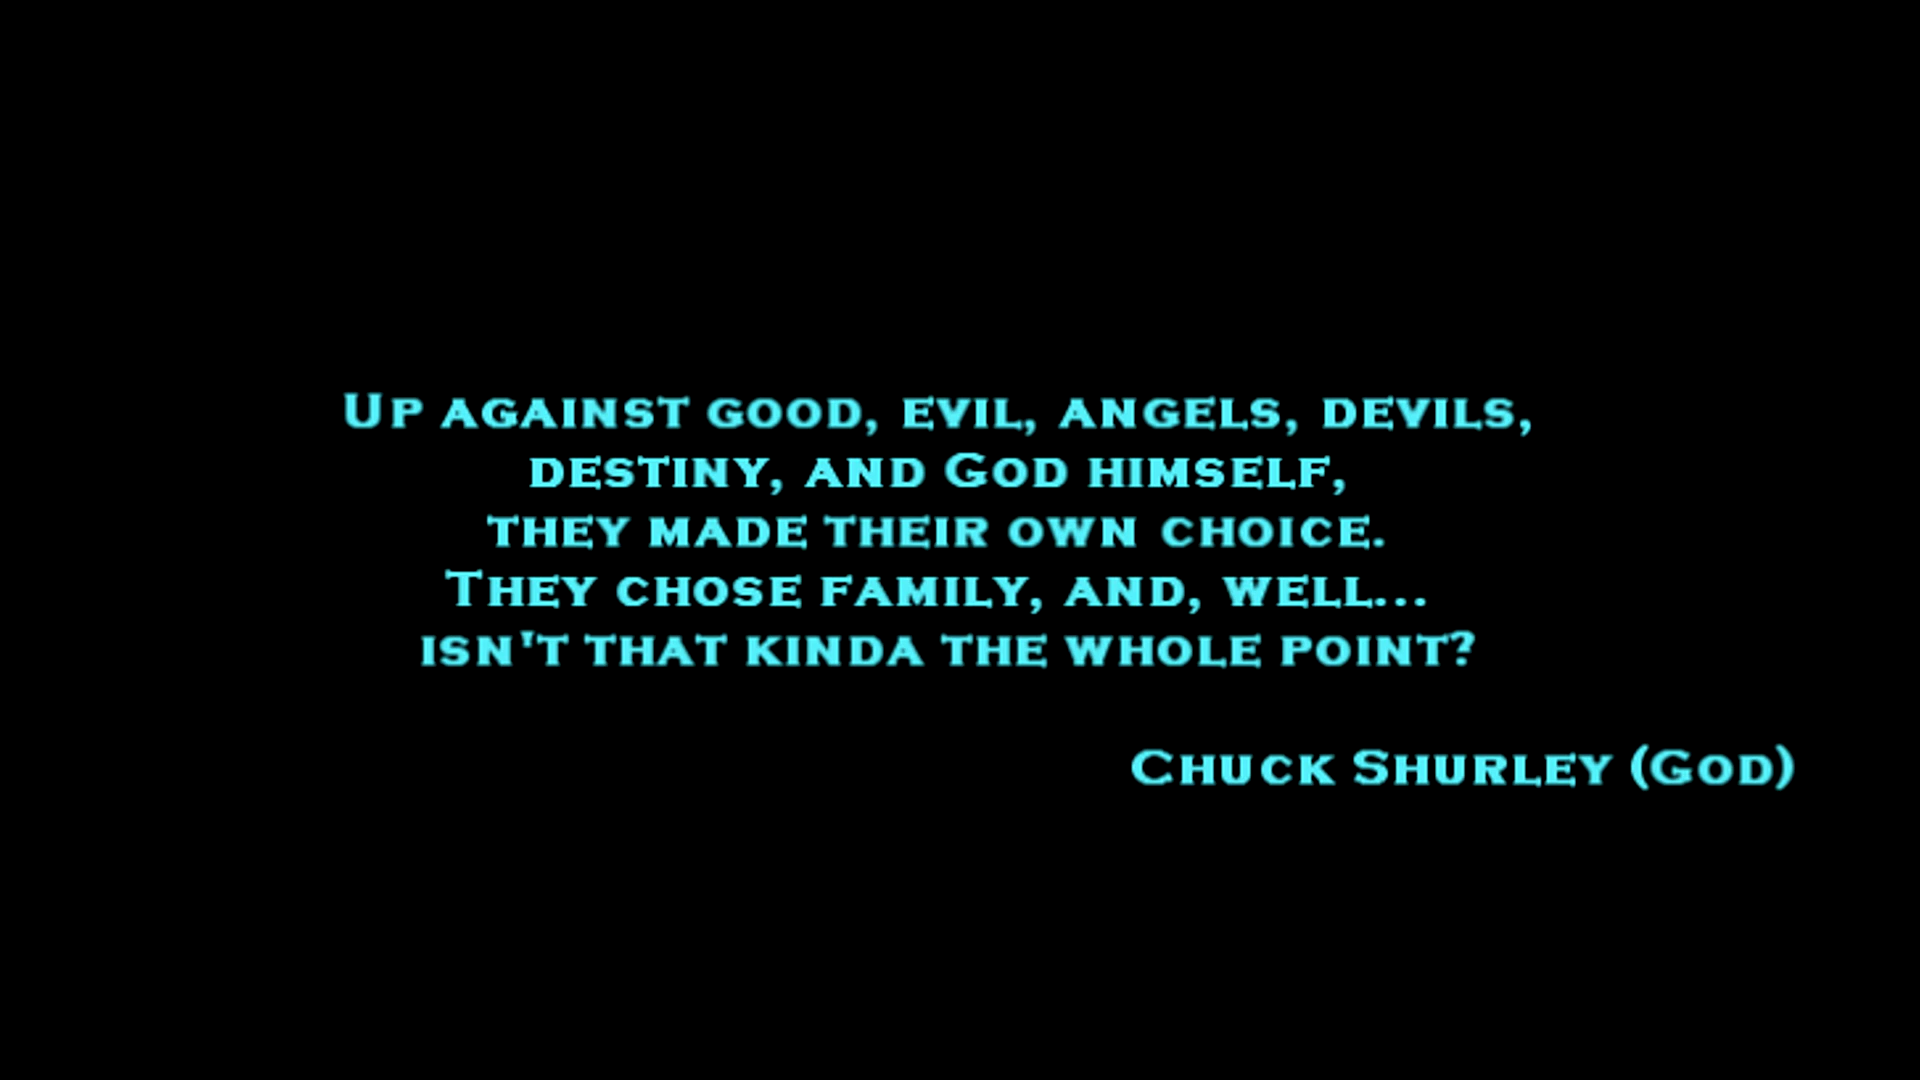 Up against good, evil, angels, devils,
destiny, and God himself,
they made their own choice.
They chose family, and, well...
isn't that kinda the whole point?
Chuck Shurley (God)